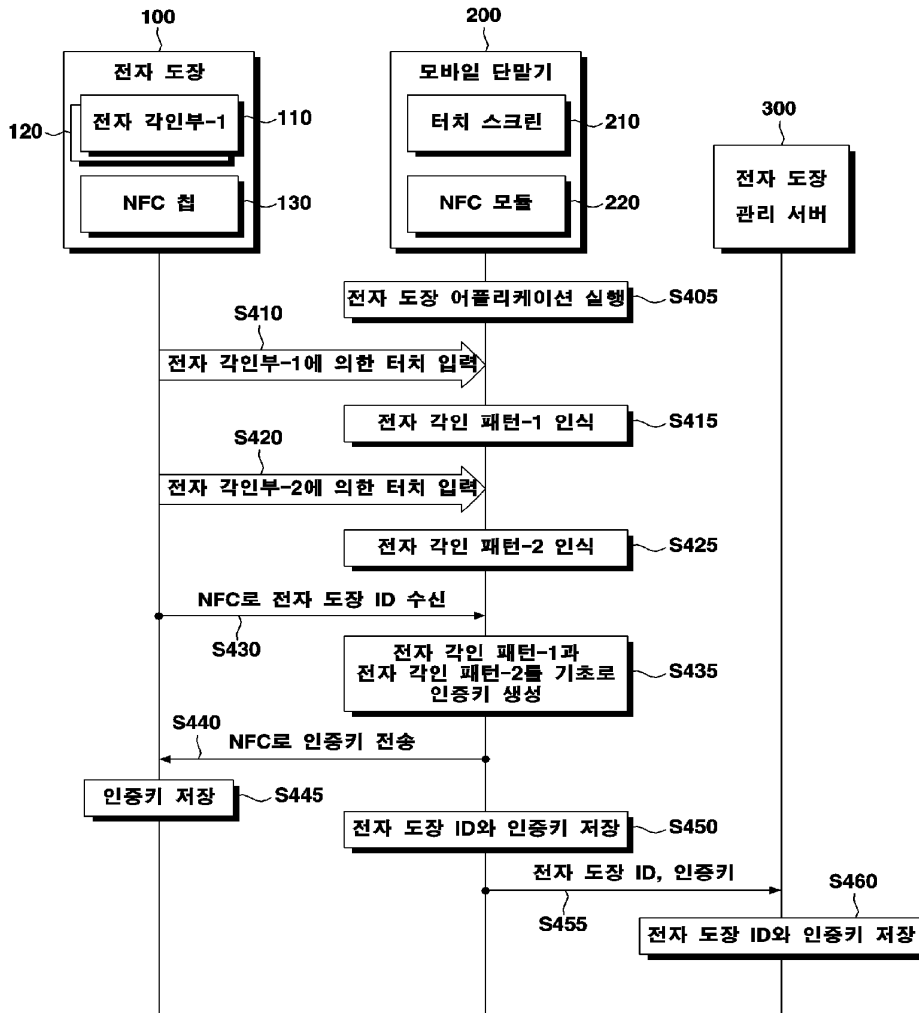 100
200
300
전자 도장
모바일 단말기
120
전자 각인부-1
110
터치 스크린
210
NFC 칩
130
NFC 모듈
220
전자 도장
관리 서버
전자 도장 어플리케이션 실행
S405
S410
전자 각인부-1에 의한 터치 입력
전자 각인 패턴-1 인식
S415
S420
전자 각인부-2에 의한 터치 입력
전자 각인 패턴-2 인식
S425
NFC로 전자 도장 ID 수신
S430
전자 각인 패턴-1과
전자 각인 패턴-2를 기초로
인증키 생성
S435
S440
NFC로 인증키 전송
인증키 저장
S445
전자 도장 ID와 인증키 저장
S450
전자 도장 ID, 인증키
S455
S460
전자 도장 ID와 인증키 저장